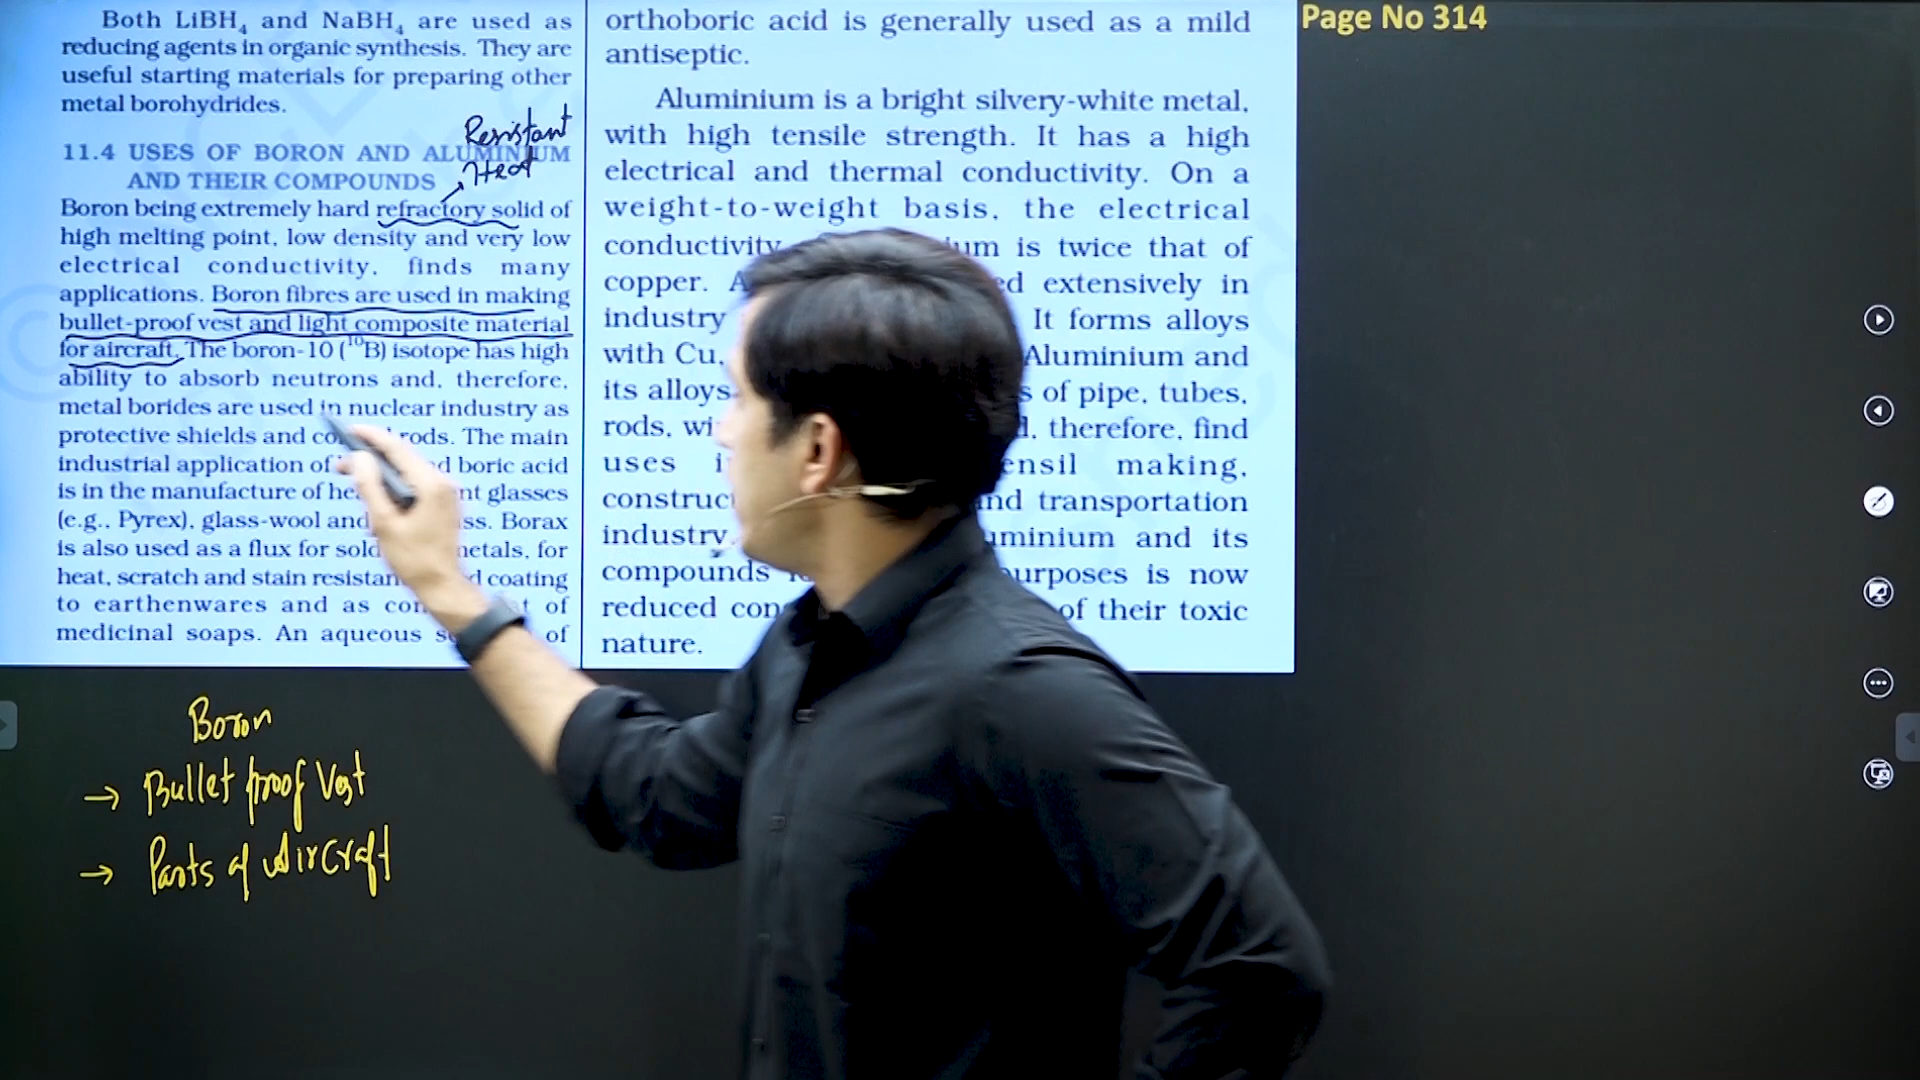 Both LiBH4 and NaBH4 are used as
reducing agents in organic synthesis. They are
useful starting materials for preparing other
metal borohydrides.
Resistant
Heat
11.4 USES OF BORON AND ALUMINIUM
AND THEIR COMPOUNDS
Boron being extremely hard refractory solid of
high melting point, low density and very low
electrical conductivity, finds many
applications. Boron fibres are used in making
bullet-proof vest and light composite material
for aircraft. The boron-10 (10B) isotope has high
ability to absorb neutrons and, therefore,
metal borides are used in nuclear industry as
protective shields and rods. The main
industrial application of boric acid
is in the manufacture of glasses
(e.g., Pyrex), glass-wool and Borax
is also used as a flux for metals, for
heat, scratch and stain coating
to earthenwares and as of
medicinal soaps. An aqueous of
orthoboric acid is generally used as a mild
antiseptic.
Aluminium is a bright silvery-white metal,
with high tensile strength. It has a high
electrical and thermal conductivity. On a
weight-to-weight basis, the electrical
conductivity is twice that of
copper. extensively in
industry It forms alloys
with Cu, Aluminium and
its alloys of pipe, tubes,
rods, therefore, find
uses making,
transportation
industry. and its
compounds purposes is now
reduced of their toxic
nature.
Page No 314
Boron
→ Bullet proof Vest
→ Parts of AirCraft